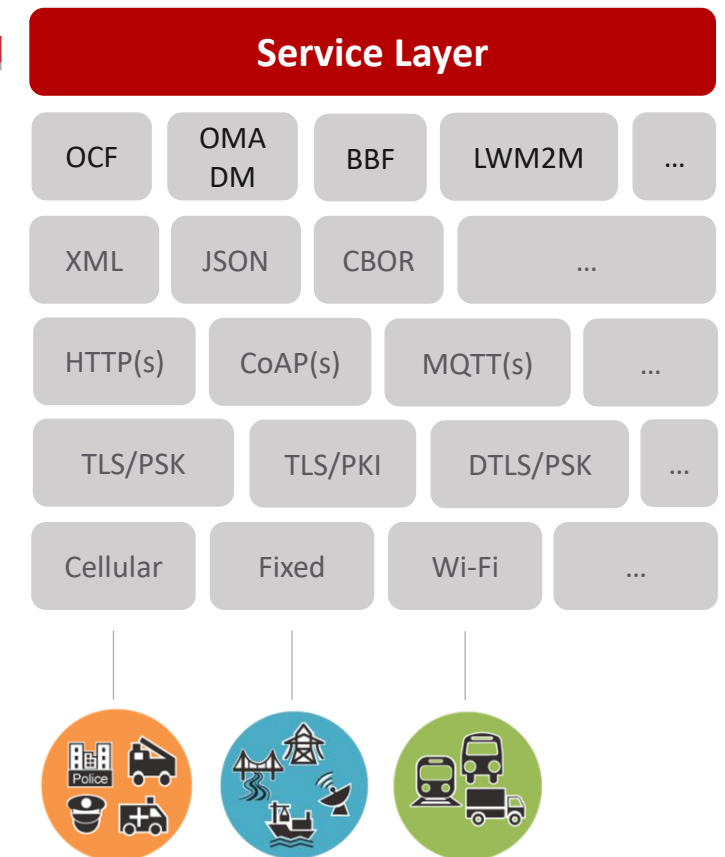 Service Layer
OCF
OMA
DM
BBF
LWM2M
...
XML
JSON
CBOR
...
HTTP(s)
CoAP(s)
MQTT(s)
...
TLS/PSK
TLS/PKI
DTLS/PSK
...
Cellular
Fixed
Wi-Fi
...
Police